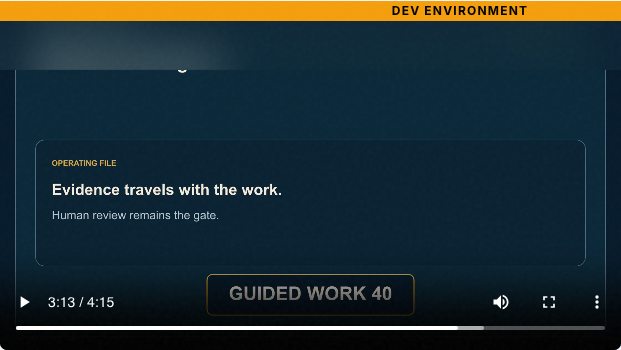 DEV ENVIRONMENT
OPERATING FILE
Evidence travels with the work.
Human review remains the gate.
GUIDED WORK 40
3:13 / 4:15